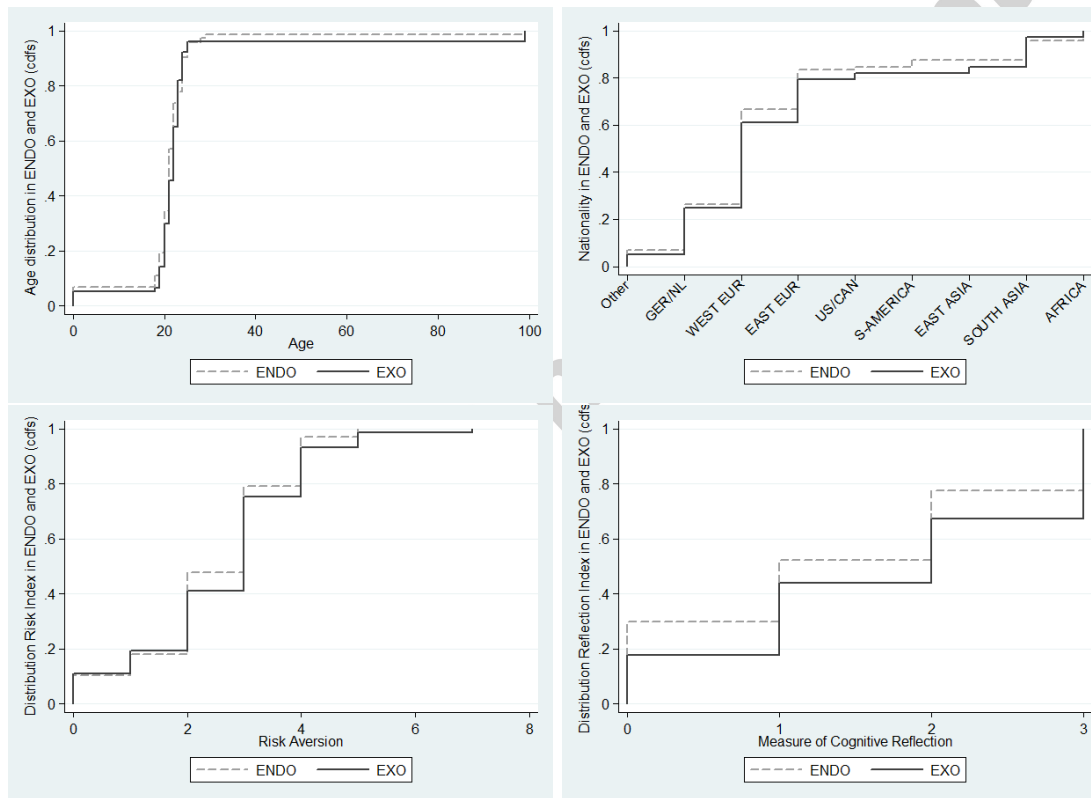 Age distribution in ENDO and EXO (cdfs)
1
.8
.6
.4
.2
0
0 20 40 60 80 100
Age
ENDO EXO
Nationality in ENDO and EXO (cdfs)
1
.8
.6
.4
.2
0
Other GER/NL WEST EUR EAST EUR US/CAN S-AMERICA EAST ASIA SOUTH ASIA AFRICA
ENDO EXO
Distribution Risk Index in ENDO and EXO (cdfs)
1
.8
.6
.4
.2
0
0 2 4 6 8
Risk Aversion
ENDO EXO
Distribution Reflection Index in ENDO and EXO (cdfs)
1
.8
.6
.4
.2
0
0 1 2 3
Measure of Cognitive Reflection
ENDO EXO